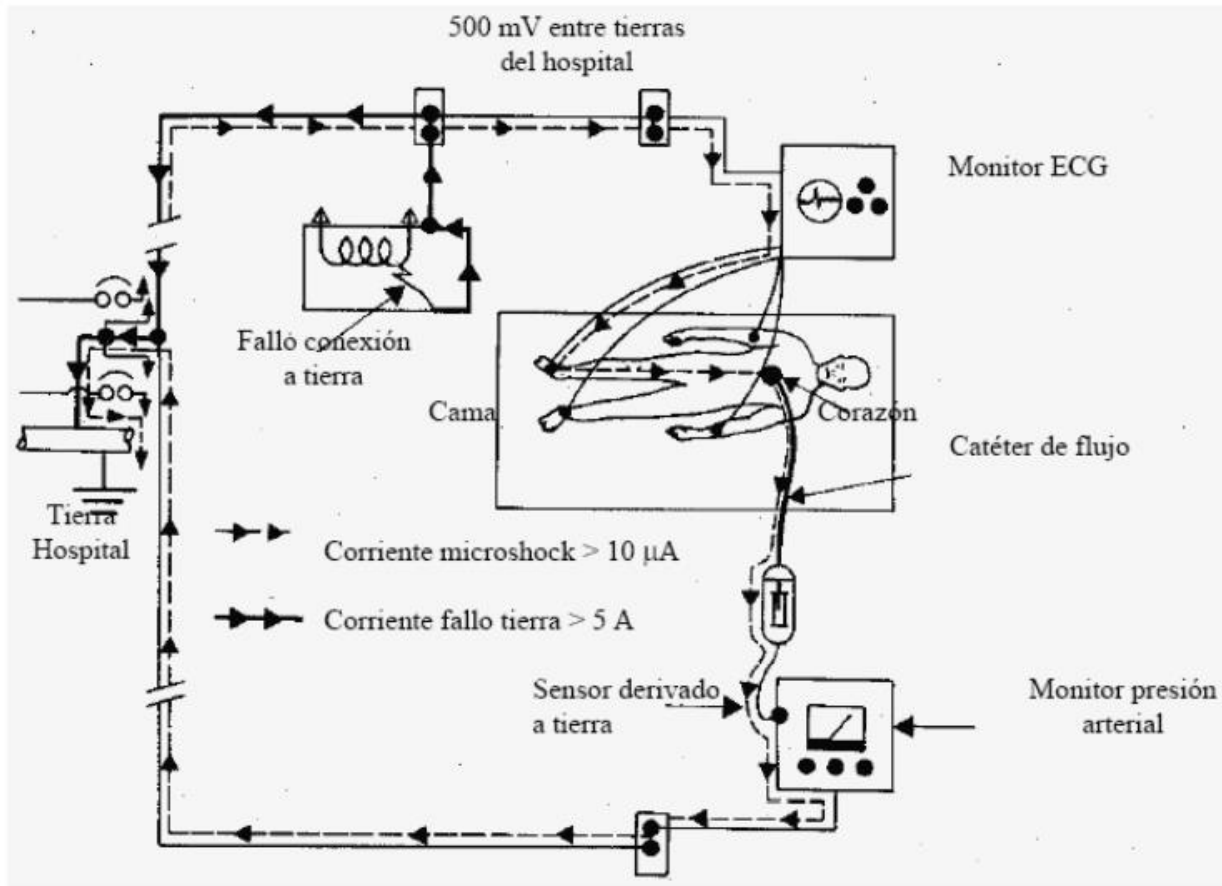 500 mV entre tierras
del hospital
Monitor ECG
Fallo conexión
a tierra
Cama
Corazón
Catéter de flujo
Tierra
Hospital
Corriente microshock > 10 μA
Corriente fallo tierra > 5 A
Sensor derivado
a tierra
Monitor presión
arterial